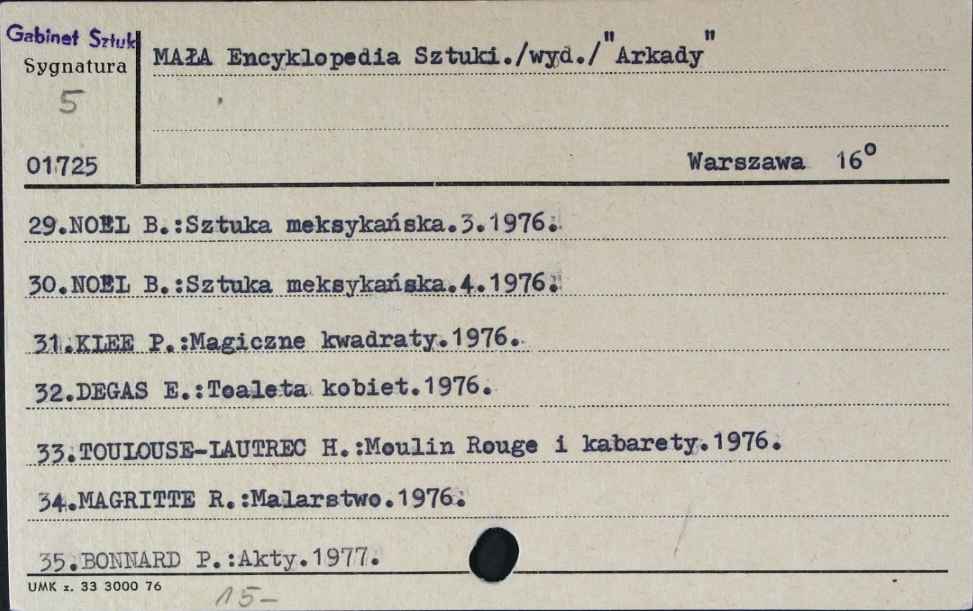 Gabinet Sztuk
Sygnatura
5
01725
MAŁA Encyklopedia Sztuki./wyd./"Arkady"
Warszawa 16°
29.NOEL B.:Sztuka meksykańska.3.1976.
30.NOEL B.:Sztuka meksykańska.4.1976.
31.KLEE P.:Magiczne kwadraty.1976.
32.DEGAS E.:Toaleta kobiet.1976.
33.TOULOUSE-LAUTREC H.:Moulin Rouge i kabarety.1976.
34.MAGRITTE R.:Malarstwo.1976.
35.BONNARD P.:Akty.1977.
UMK z. 33 3000 76
15-